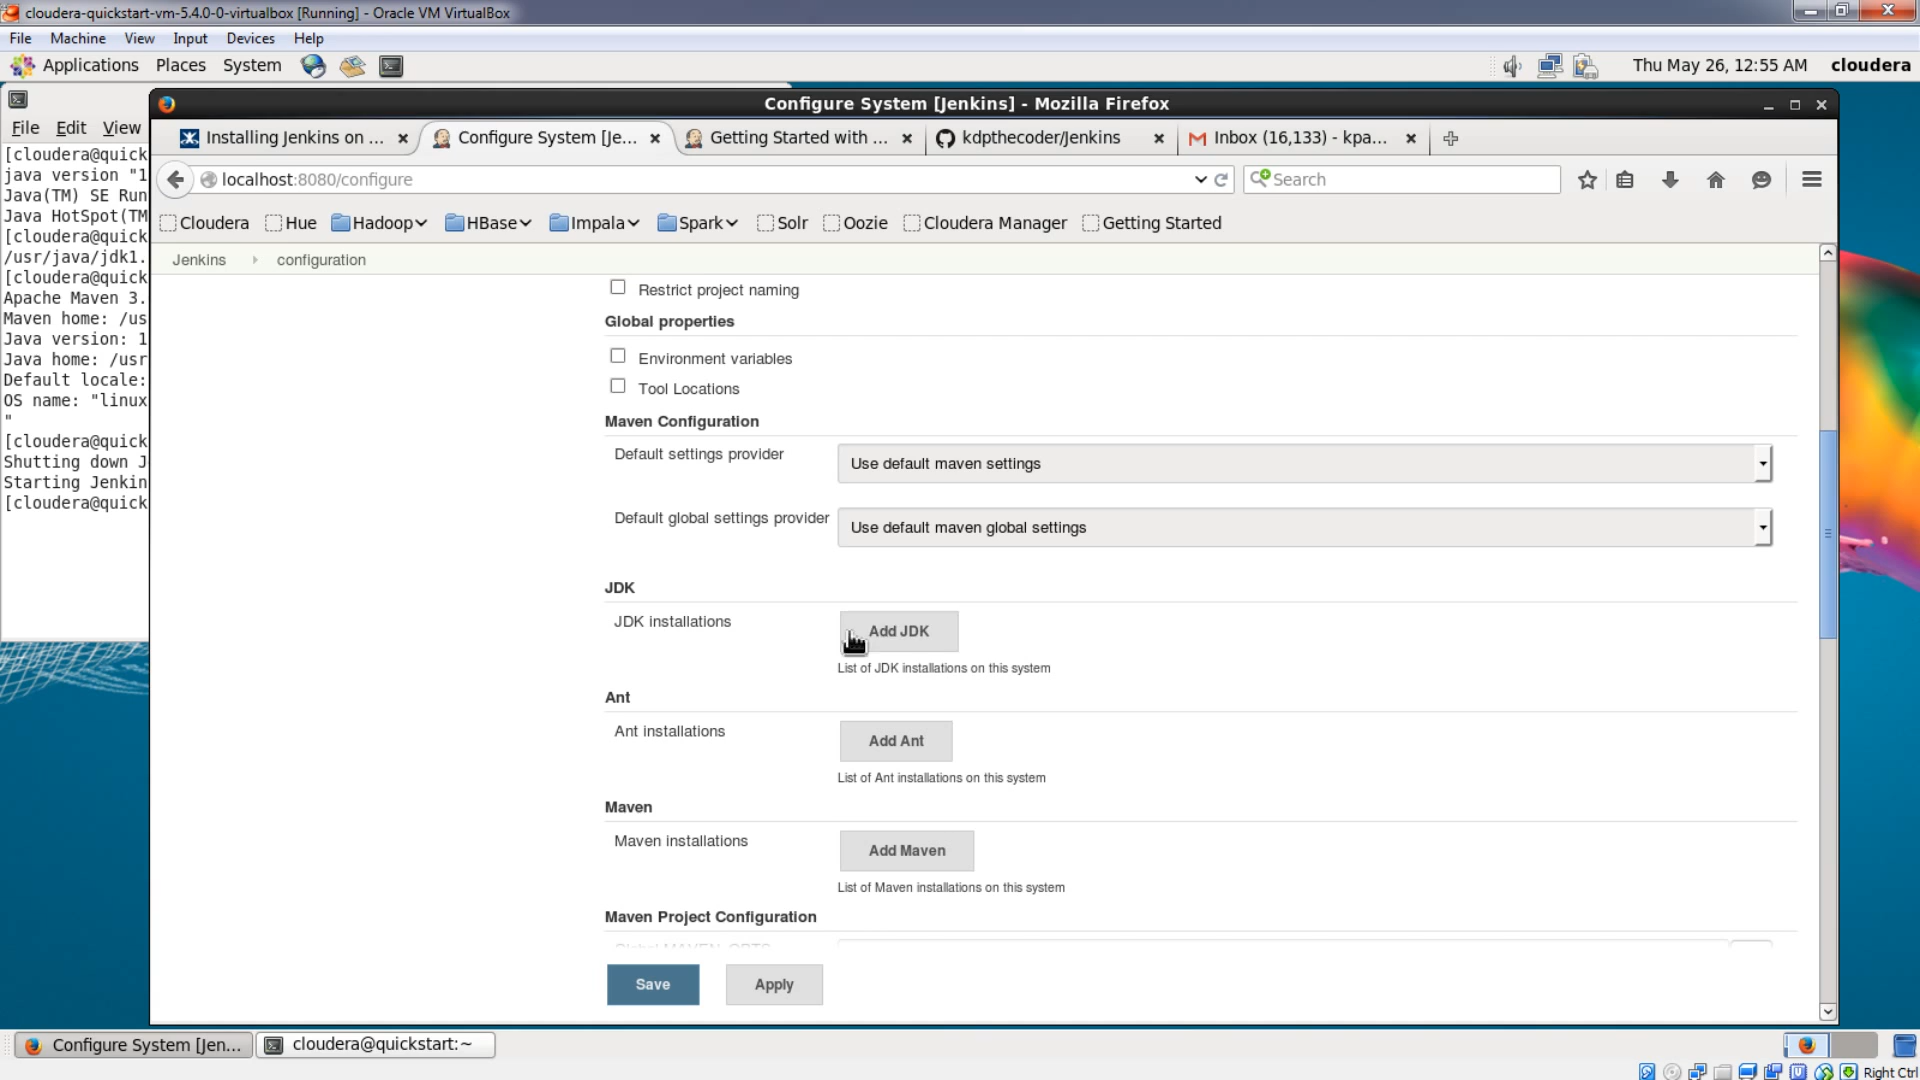 cloudera-quickstart-vm-5.4.0-0-virtualbox [Running] - Oracle VM VirtualBox
File Machine View Input Devices Help
Applications Places System
Thu May 26, 12:55 AM cloudera
Configure System [Jenkins] - Mozilla Firefox
File Edit View
Installing Jenkins on ...
Configure System [Je...
Getting Started with ...
kdpthecoder/Jenkins
Inbox (16,133) - kpa...
localhost:8080/configure
Search
Cloudera Hue Hadoop HBase Impala Spark Solr Oozie Cloudera Manager Getting Started
[cloudera@quick
java version "1
Java(TM) SE Run
Java HotSpot(TM
[cloudera@quick
/usr/java/jdk1.
[cloudera@quick
Apache Maven 3.
Maven home: /us
Java version: 1
Java home: /usr
Default locale:
OS name: "linux
"
[cloudera@quick
Shutting down J
Starting Jenkin
[cloudera@quick
Jenkins configuration
Restrict project naming
Global properties
Environment variables
Tool Locations
Maven Configuration
Default settings provider Use default maven settings
Default global settings provider Use default maven global settings
JDK
JDK installations Add JDK
List of JDK installations on this system
Ant
Ant installations Add Ant
List of Ant installations on this system
Maven
Maven installations Add Maven
List of Maven installations on this system
Maven Project Configuration
Save Apply
Configure System [Jen...
cloudera@quickstart:~
Right Ctrl